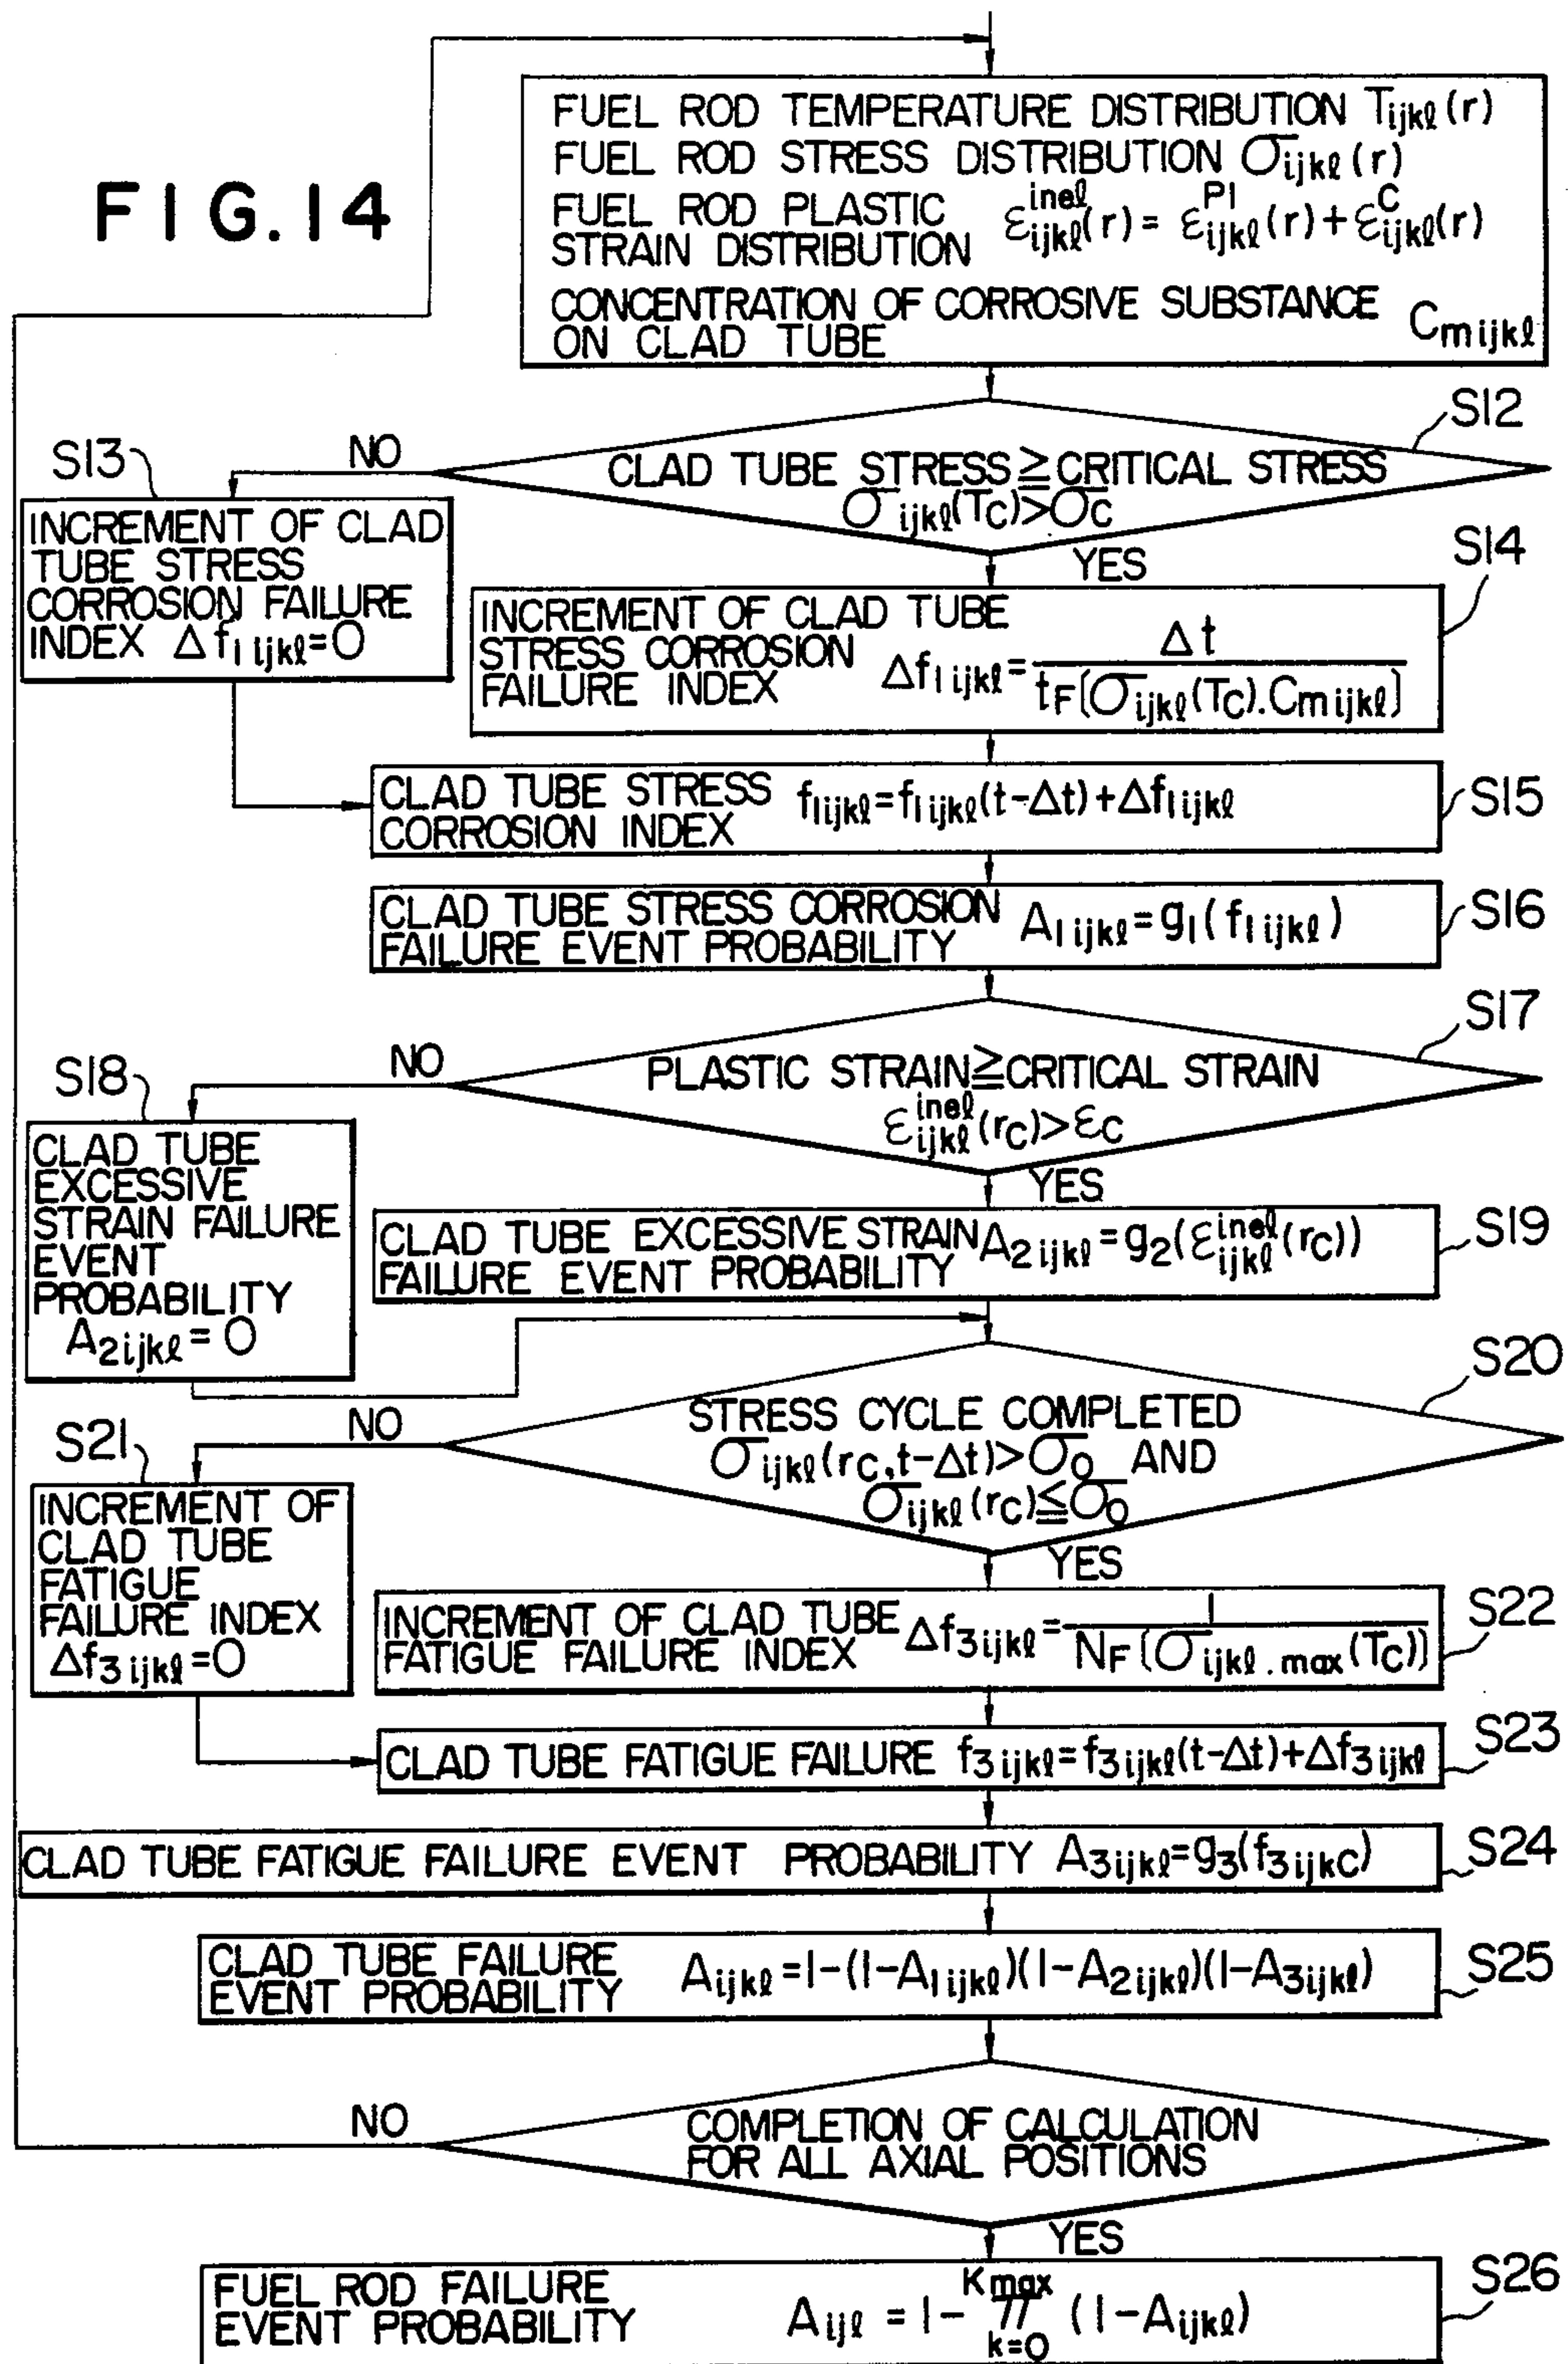 FIG.14
FUEL ROD TEMPERATURE DISTRIBUTION Tijkℓ(r)
FUEL ROD STRESS DISTRIBUTION σijkℓ(r)
FUEL ROD PLASTIC
STRAIN DISTRIBUTION εijkℓ^ineℓ(r) = εijkℓ^Pl(r) + εijkℓ^C(r)
CONCENTRATION OF CORROSIVE SUBSTANCE
ON CLAD TUBE Cmijkℓ
S12
CLAD TUBE STRESS ≧ CRITICAL STRESS
σijkℓ(TC)>σC
NO
YES
S13
INCREMENT OF CLAD
TUBE STRESS
CORROSION FAILURE
INDEX Δf1ijkℓ=0
S14
INCREMENT OF CLAD TUBE
STRESS CORROSION
FAILURE INDEX
Δf1ijkℓ = Δt / tF[σijkℓ(TC).Cmijkℓ]
CLAD TUBE STRESS
CORROSION INDEX
f1ijkℓ=f1ijkℓ(t-Δt)+Δf1ijkℓ
S15
CLAD TUBE STRESS CORROSION
FAILURE EVENT PROBABILITY
A1ijkℓ=g1(f1ijkℓ)
S16
S17
PLASTIC STRAIN≧CRITICAL STRAIN
εijkℓ^ineℓ(rC)>εC
NO
YES
S18
CLAD TUBE
EXCESSIVE
STRAIN FAILURE
EVENT
PROBABILITY
A2ijkℓ=0
CLAD TUBE EXCESSIVE STRAIN
FAILURE EVENT PROBABILITY
A2ijkℓ=g2(εijkℓ^ineℓ(rC))
S19
S20
STRESS CYCLE COMPLETED
σijkℓ(rC,t-Δt)>σ0 AND
σijkℓ(rC)≦σ0
NO
YES
S21
INCREMENT OF
CLAD TUBE
FATIGUE
FAILURE INDEX
Δf3ijkℓ=0
INCREMENT OF CLAD TUBE
FATIGUE FAILURE INDEX
Δf3ijkℓ = 1 / NF[σijkℓ.max(TC)]
S22
CLAD TUBE FATIGUE FAILURE f3ijkℓ=f3ijkℓ(t-Δt)+Δf3ijkℓ
S23
CLAD TUBE FATIGUE FAILURE EVENT PROBABILITY A3ijkℓ=g3(f3ijkC)
S24
CLAD TUBE FAILURE
EVENT PROBABILITY
Aijkℓ=1-(1-A1ijkℓ)(1-A2ijkℓ)(1-A3ijkℓ)
S25
COMPLETION OF CALCULATION
FOR ALL AXIAL POSITIONS
NO
YES
S26
FUEL ROD FAILURE
EVENT PROBABILITY
Aijℓ = 1- Kmax π k=0 (1-Aijkℓ)